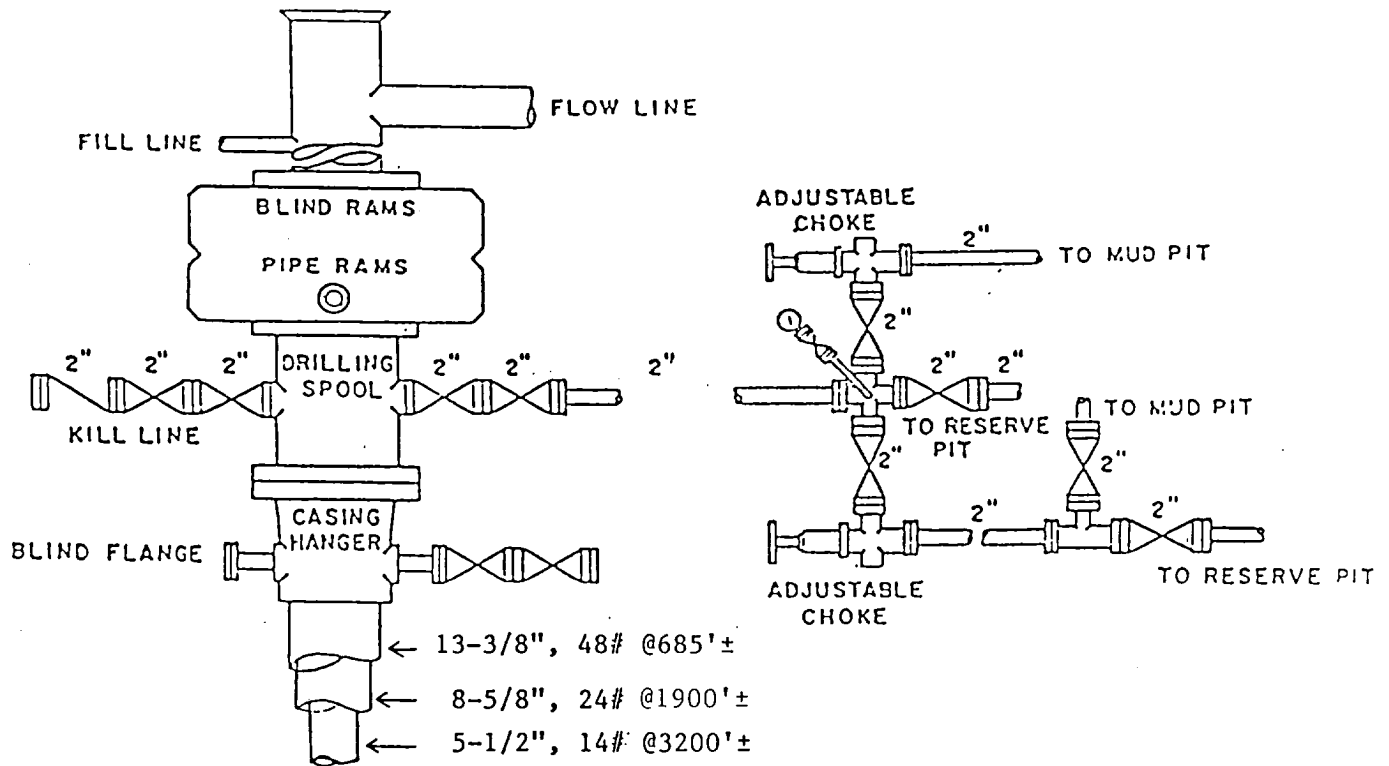 FLOW LINE
FILL LINE
BLIND RAMS
PIPE RAMS
2" 2" 2" DRILLING SPOOL 2" 2" 2"
KILL LINE
CASING
HANGER
BLIND FLANGE
13-3/8", 48# @685'±
8-5/8", 24# @1900'±
5-1/2", 14# @3200'±
ADJUSTABLE
CHOKE
2"
TO MUD PIT
2"
2" 2"
TO RESERVE
PIT
TO MUD PIT
2"
2"
2"
2"
TO RESERVE PIT
ADJUSTABLE
CHOKE